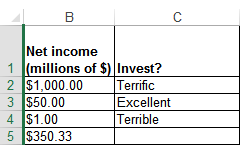 B C
1 Net income
(millions of $) Invest?
2 $1,000.00 Terrific
3 $50.00 Excellent
4 $1.00 Terrible
5 $350.33